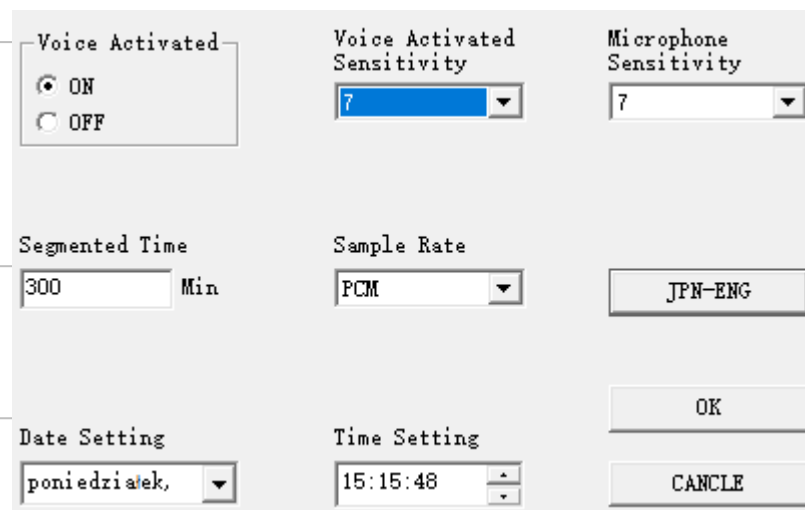 Voice Activated
ON
OFF
Voice Activated
Sensitivity
7
Microphone
Sensitivity
7
Segmented Time
300 Min
Sample Rate
PCM
JPN-ENG
OK
Date Setting
poniedziałek,
Time Setting
15:15:48
CANCLE